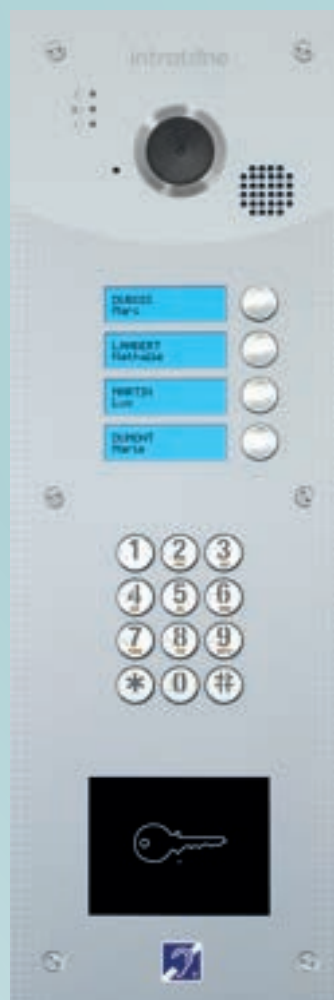 intratone
DUBOIS
Marc
LAMBERT
Nathalie
MARTIN
Luc
DUMONT
Marie
1 2 3
4 5 6
7 8 9
* 0 #